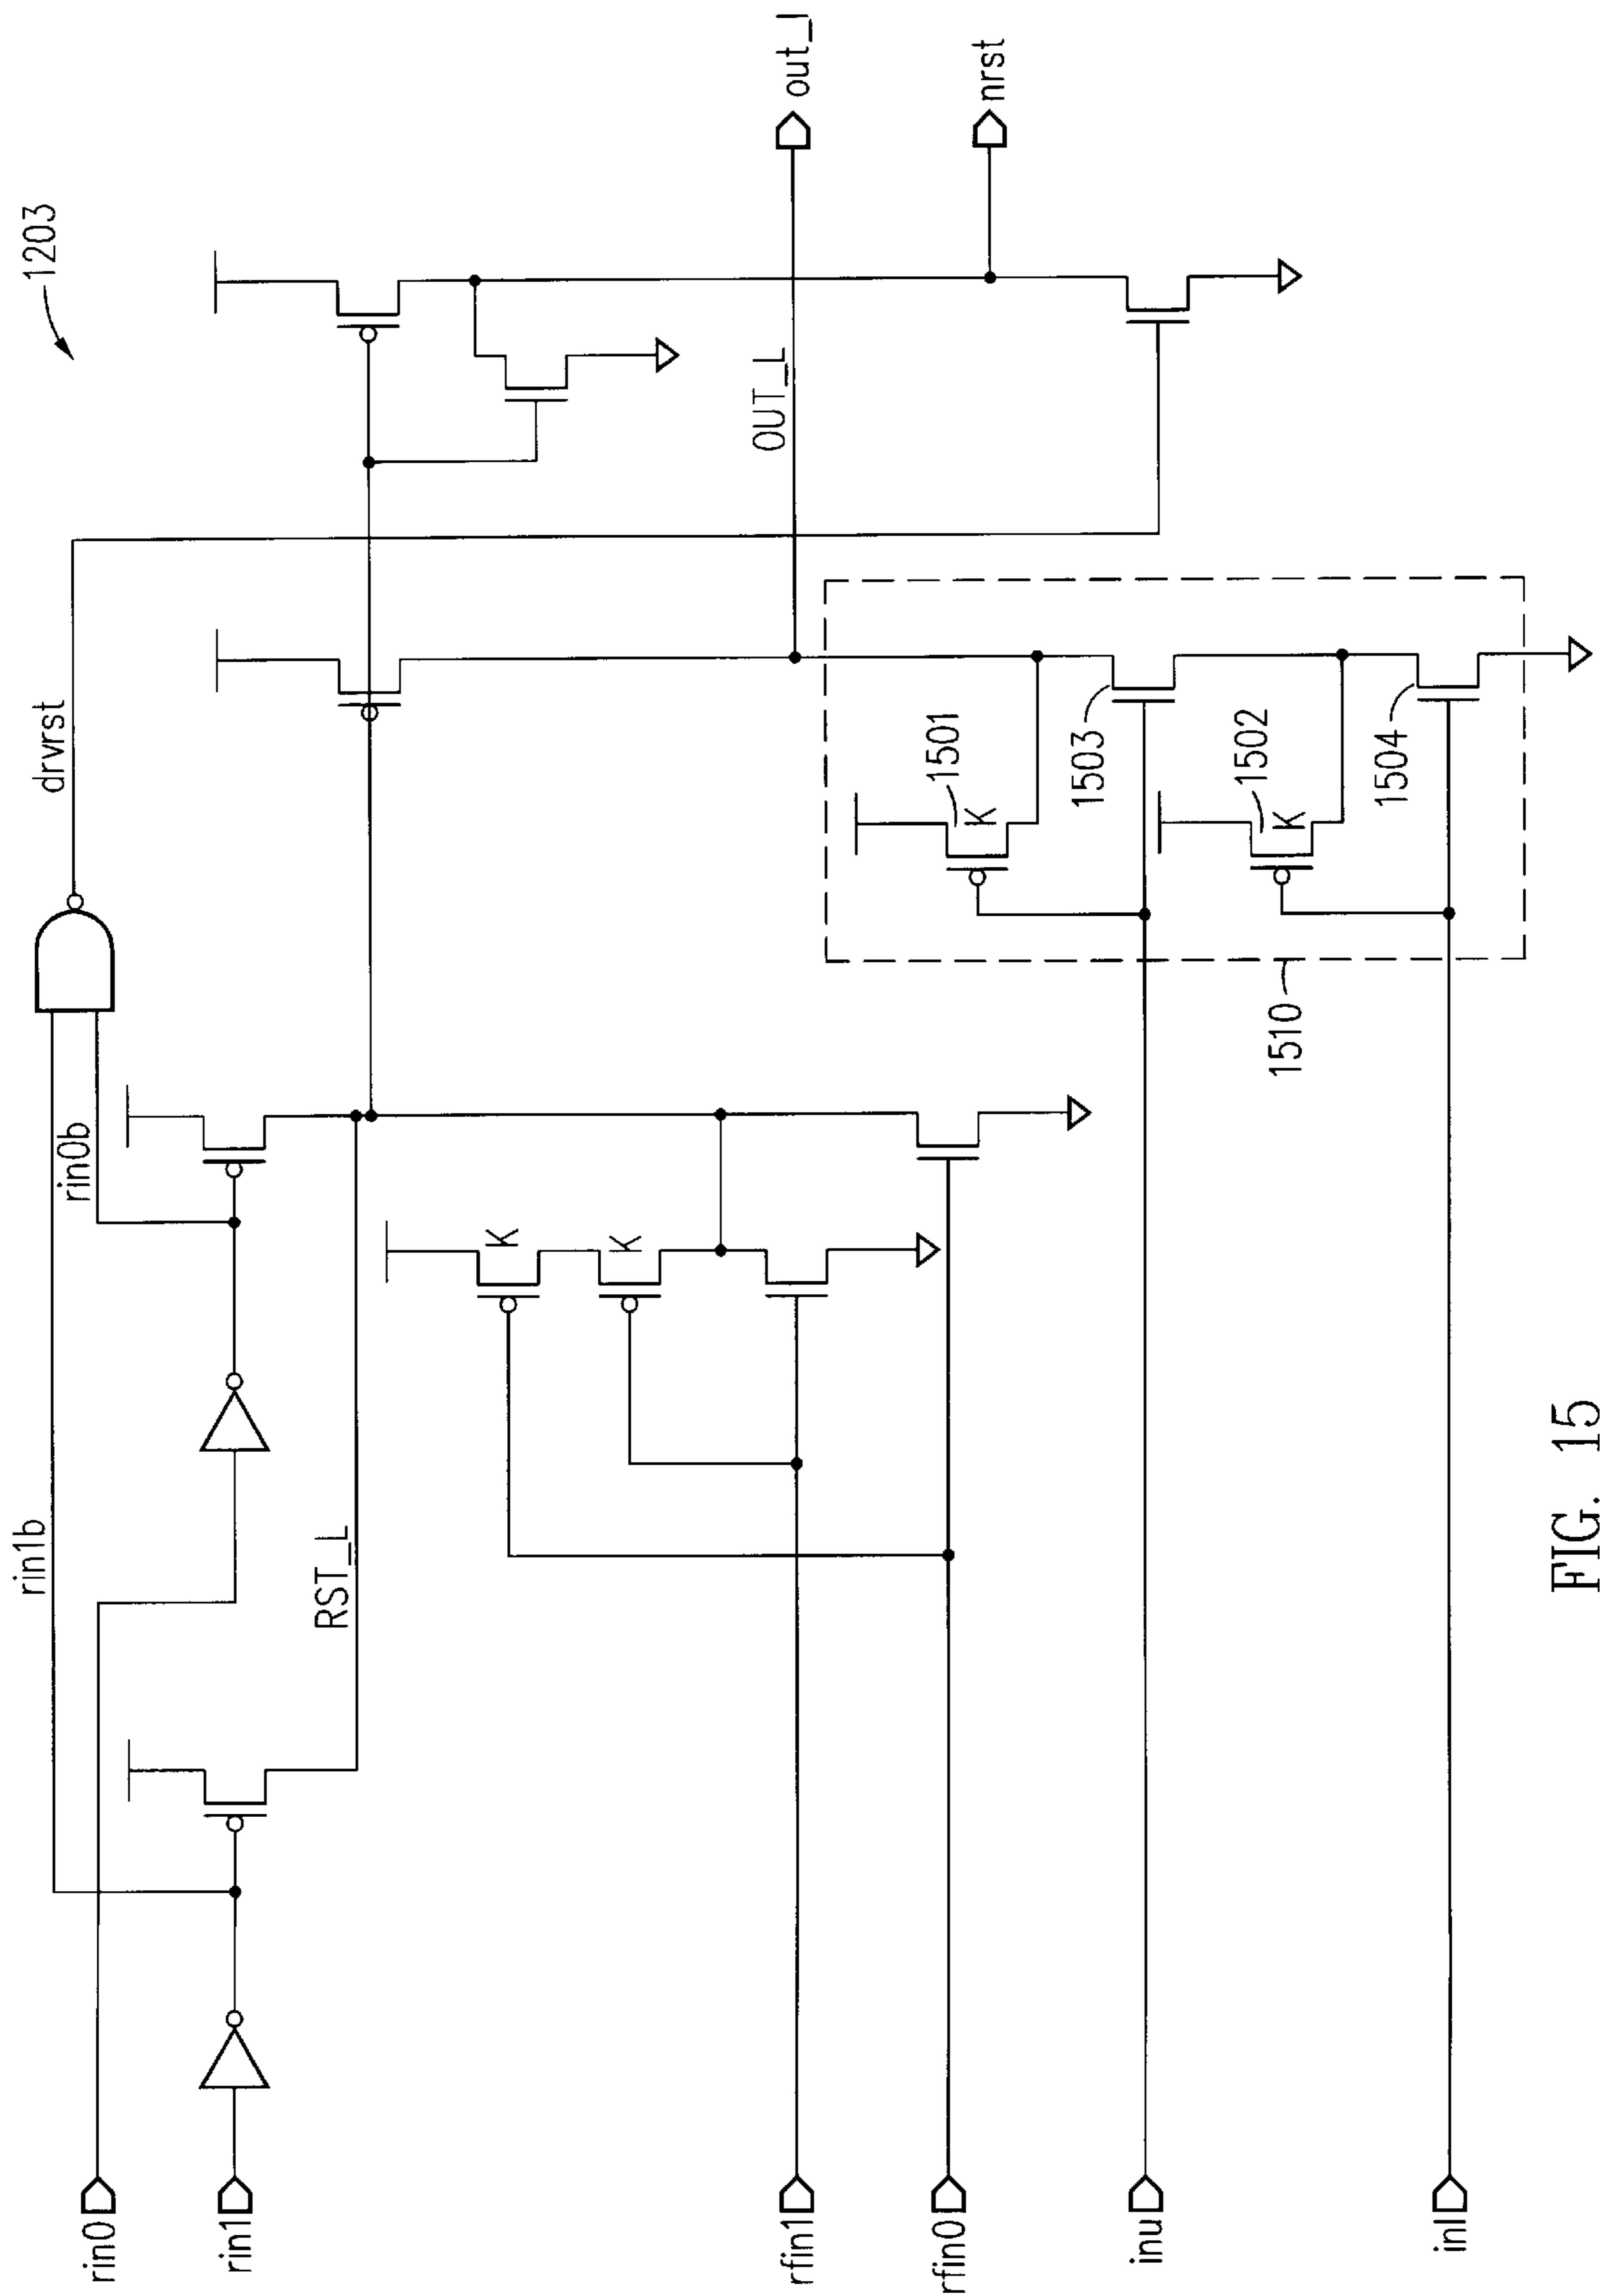 1203
out_l
nrst
OUT_L
drvrst
rin0b
rin1b
RST_L
K
K
1501
K
1503
1502
K
1504
1510
rin0
rin1
rfin1
rfin0
inu
inl
FIG. 15